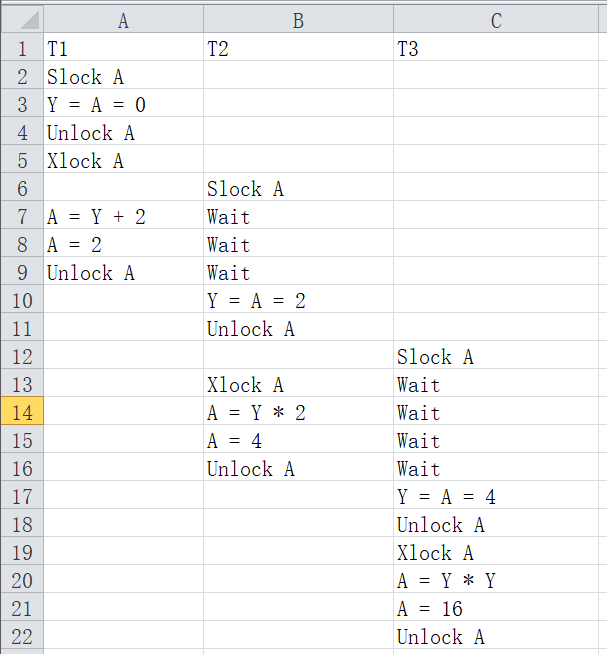 A B C
1 T1 T2 T3
2 Slock A
3 Y = A = 0
4 Unlock A
5 Xlock A
6 Slock A
7 A = Y + 2 Wait
8 A = 2 Wait
9 Unlock A Wait
10 Y = A = 2
11 Unlock A
12 Slock A
13 Xlock A Wait
14 A = Y * 2 Wait
15 A = 4 Wait
16 Unlock A Wait
17 Y = A = 4
18 Unlock A
19 Xlock A
20 A = Y * Y
21 A = 16
22 Unlock A